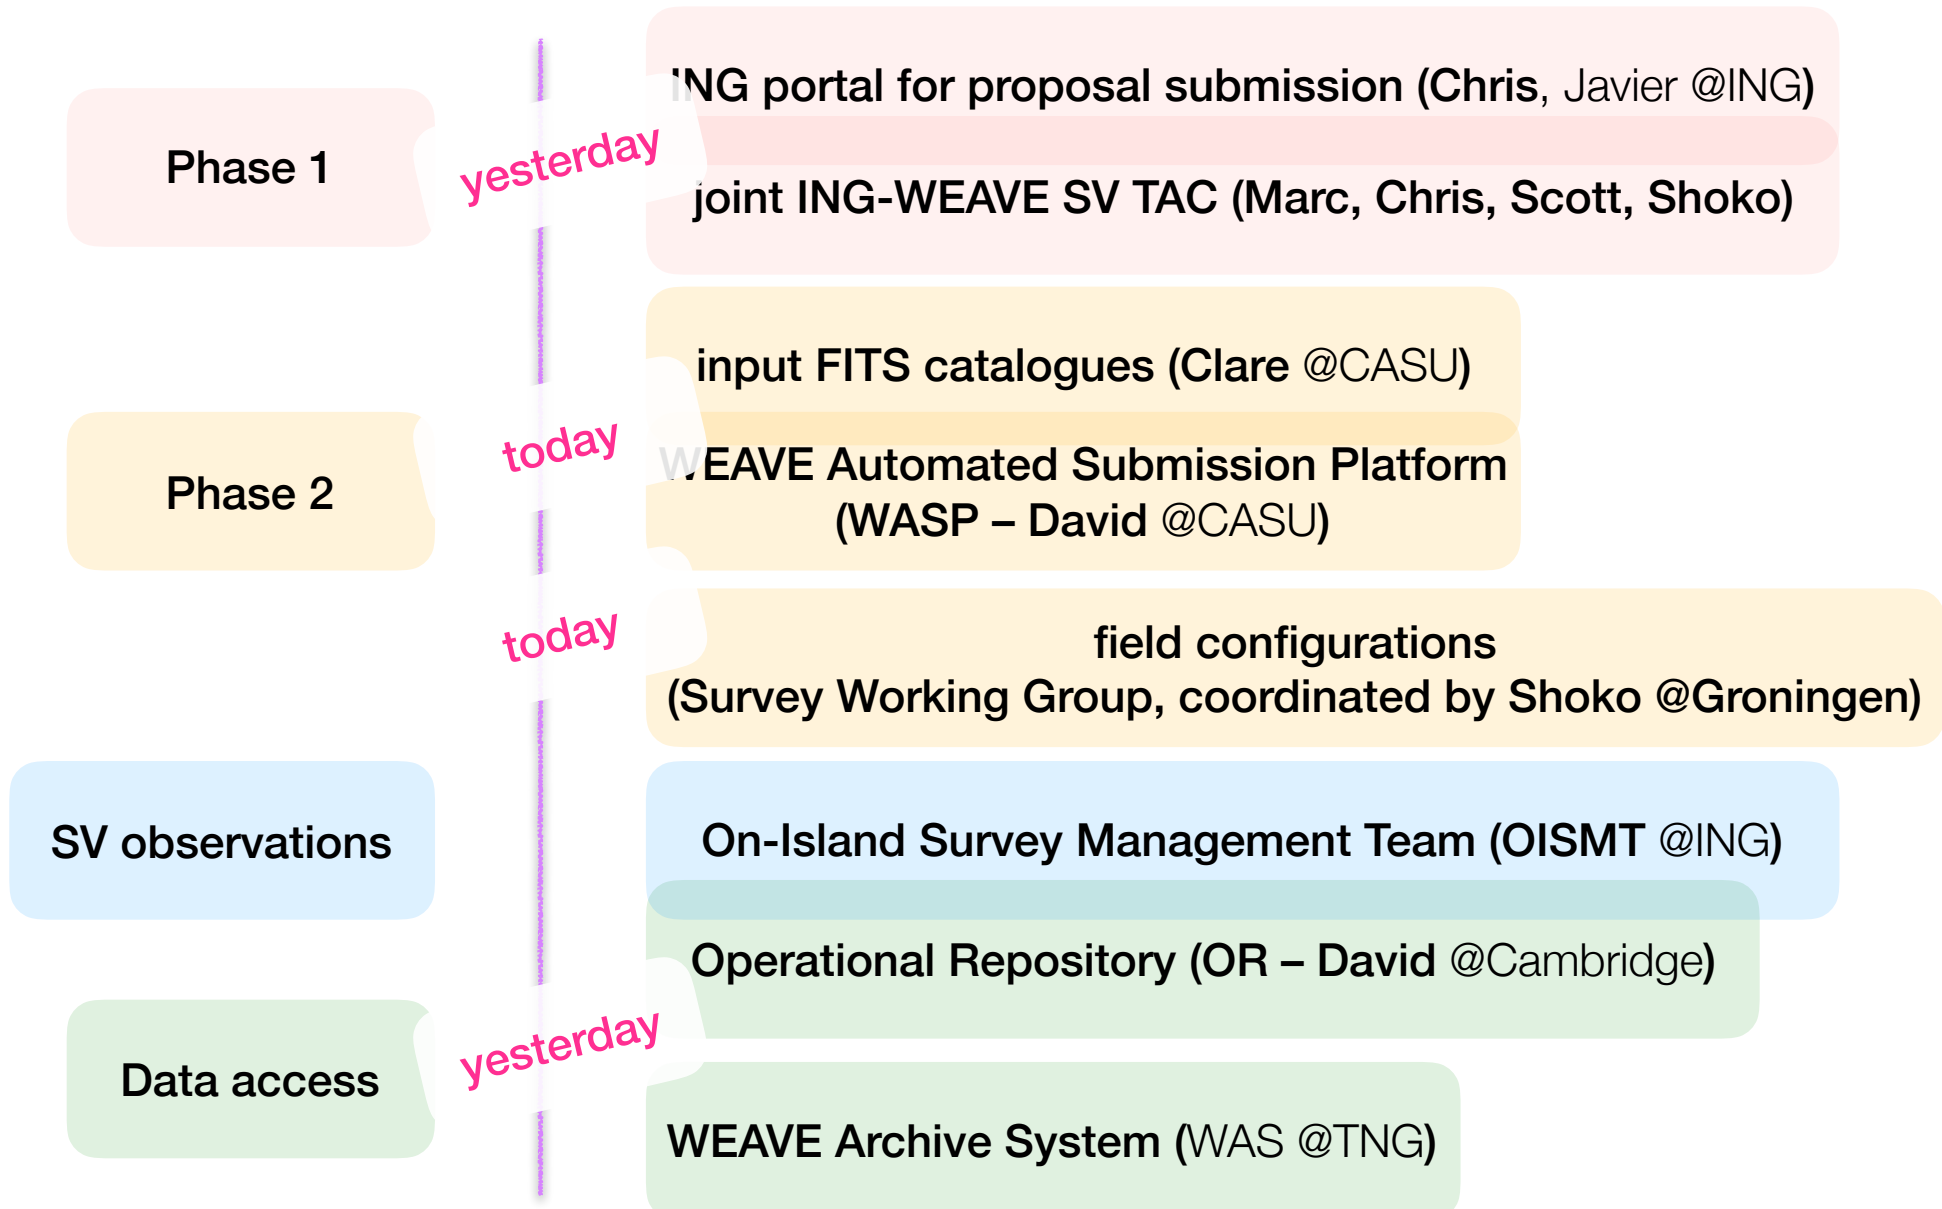 ING portal for proposal submission (Chris, Javier @ING)
Phase 1
yesterday
joint ING-WEAVE SV TAC (Marc, Chris, Scott, Shoko)
input FITS catalogues (Clare @CASU)
today
Phase 2
WEAVE Automated Submission Platform
(WASP – David @CASU)
today
field configurations
(Survey Working Group, coordinated by Shoko @Groningen)
SV observations
On-Island Survey Management Team (OISMT @ING)
Operational Repository (OR – David @Cambridge)
yesterday
Data access
WEAVE Archive System (WAS @TNG)